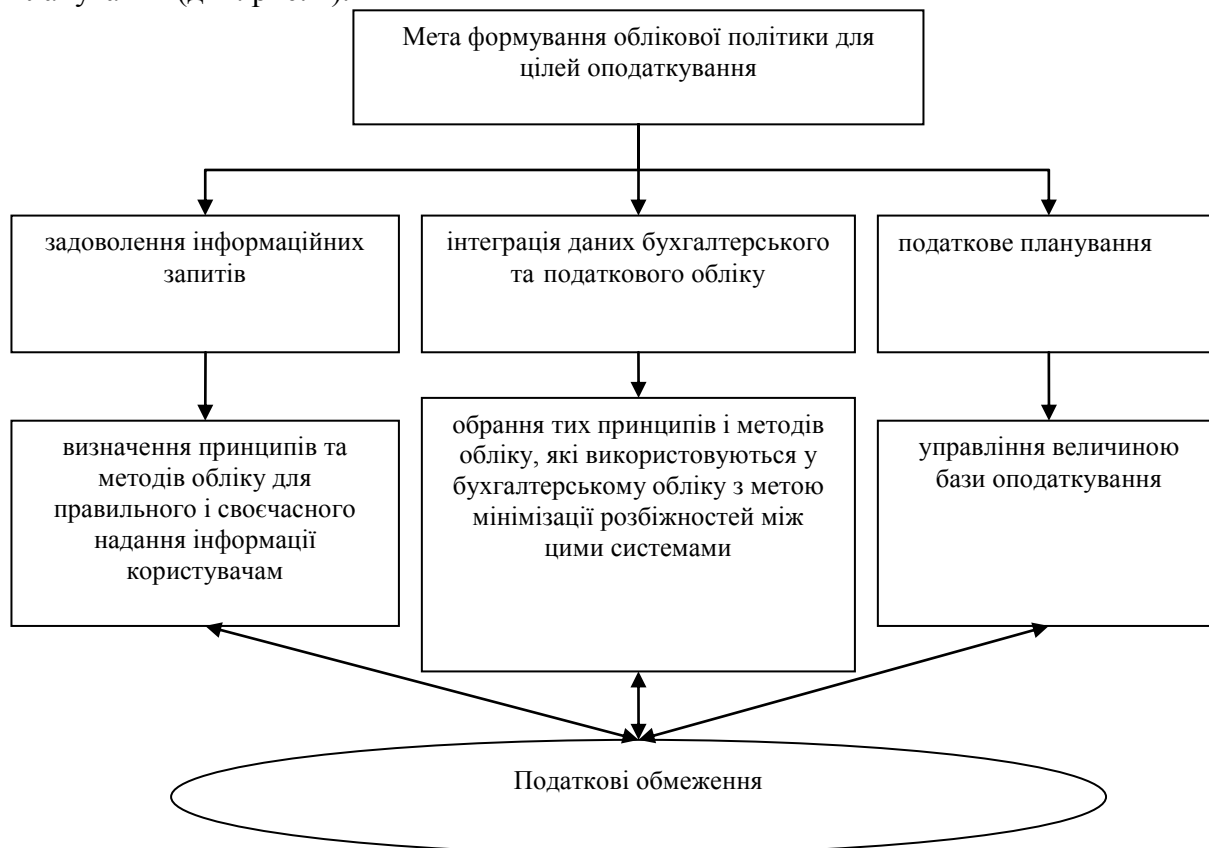 Мета формування облікової політики для
цілей оподаткування
задоволення інформаційних
запитів
інтеграція даних бухгалтерського
та податкового обліку
податкове планування
визначення принципів та
методів обліку для
правильного і своєчасного
надання інформації
користувачам
обрання тих принципів і методів
обліку, які використовуються у
бухгалтерському обліку з метою
мінімізації розбіжностей між
цими системами
управління величиною
бази оподаткування
Податкові обмеження